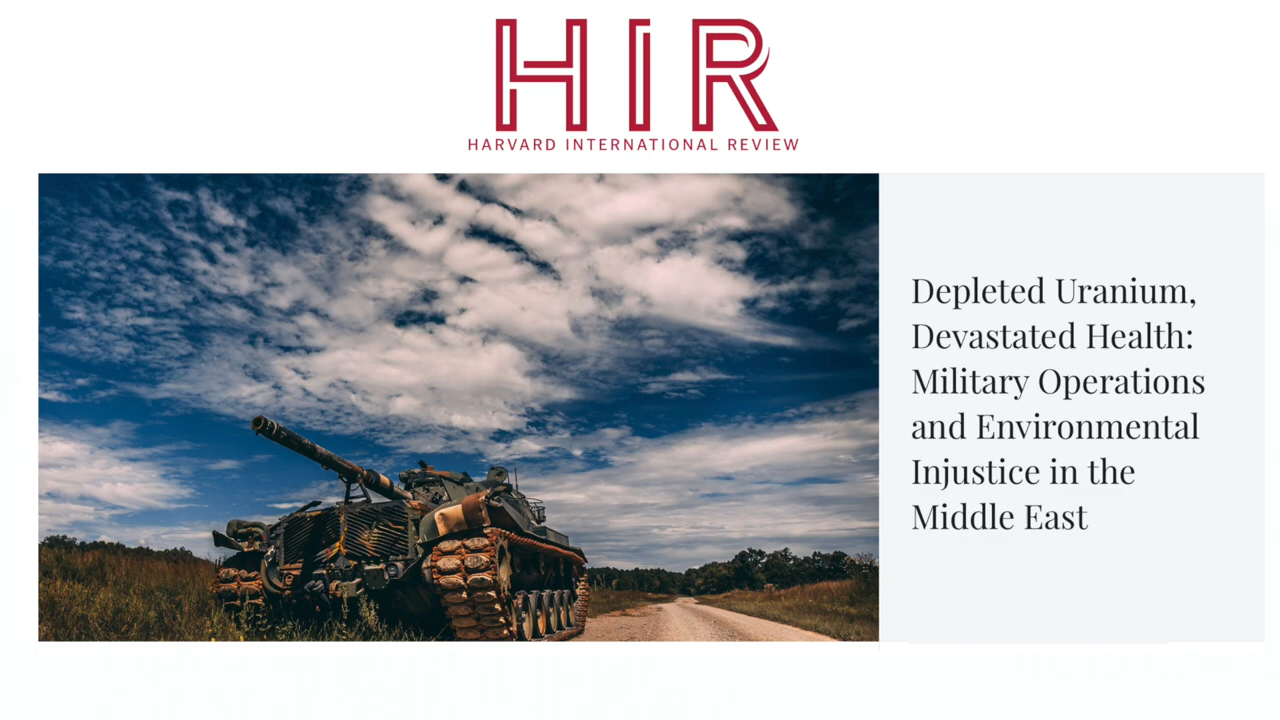 HIR
HARVARD INTERNATIONAL REVIEW
Depleted Uranium,
Devastated Health:
Military Operations
and Environmental
Injustice in the
Middle East